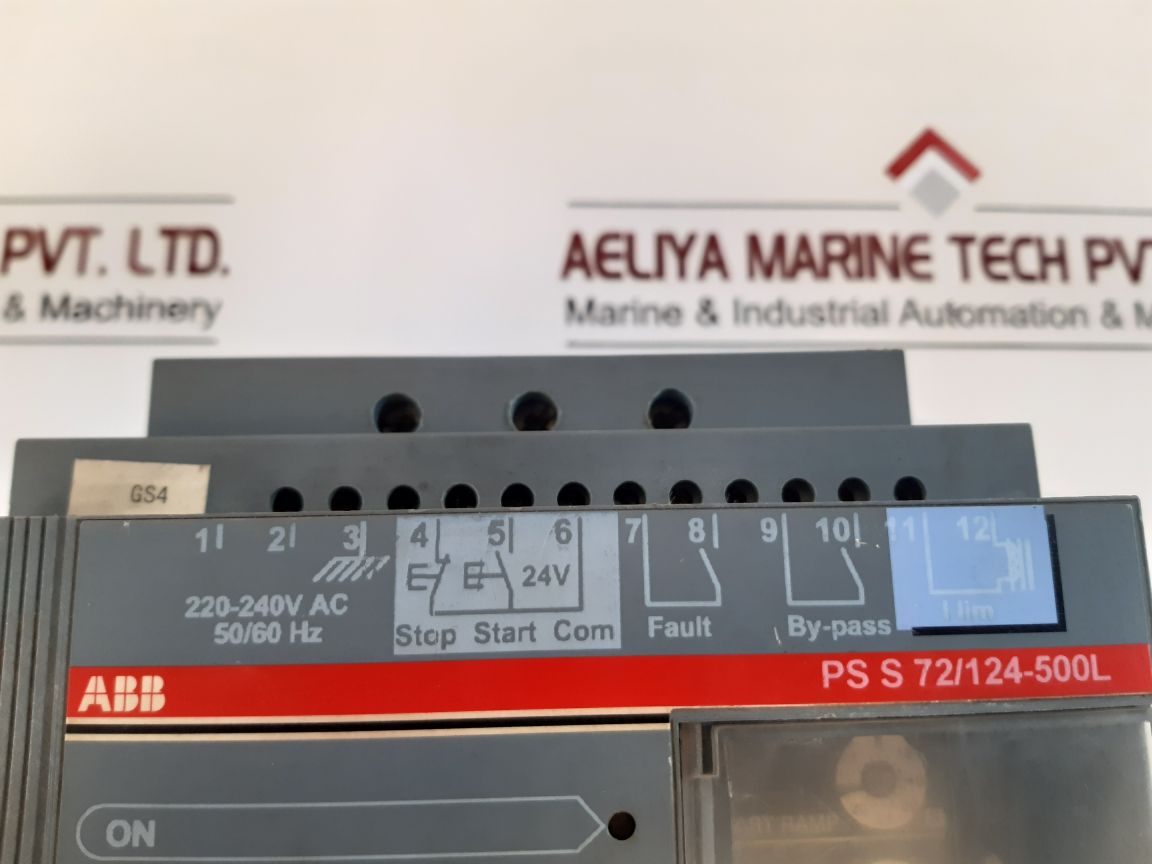 PVT. LTD.
& Machinery
AELIYA MARINE TECH PVT
Marine & Industrial Automation & M
GS4
1 2 3 4 5 6 7 8 9 10 11 12
24V
220-240V AC
50/60 Hz
Stop Start Com Fault By-pass I lim
ABB
PS S 72/124-500L
ON
RAMP